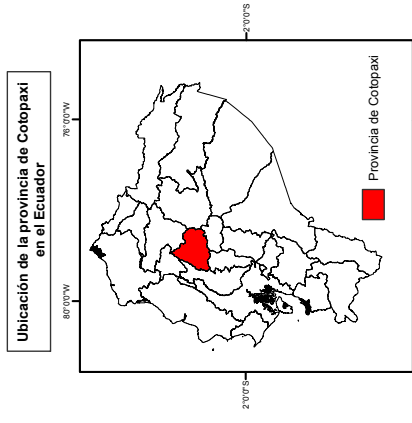 Ubicación de la provincia de Cotopaxi
en el Ecuador
80°0'0"W
76°0'0"W
2°0'0"S
2°0'0"S
Provincia de Cotopaxi